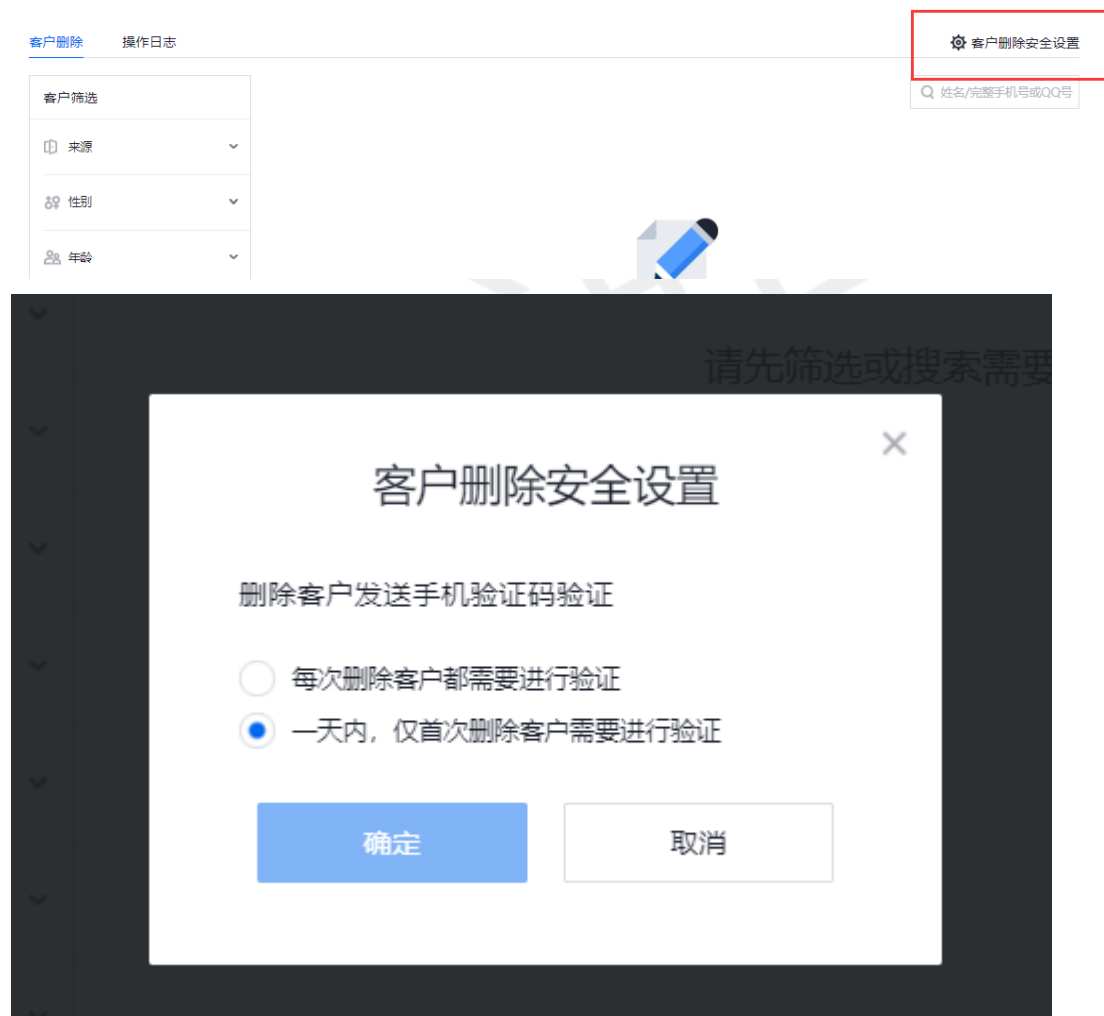 客户删除 操作日志 客户删除安全设置
客户筛选 姓名/完整手机号或QQ号
来源
性别
年龄
请先筛选或搜索需要
客户删除安全设置
删除客户发送手机验证码验证
每次删除客户都需要进行验证
一天内，仅首次删除客户需要进行验证
确定 取消